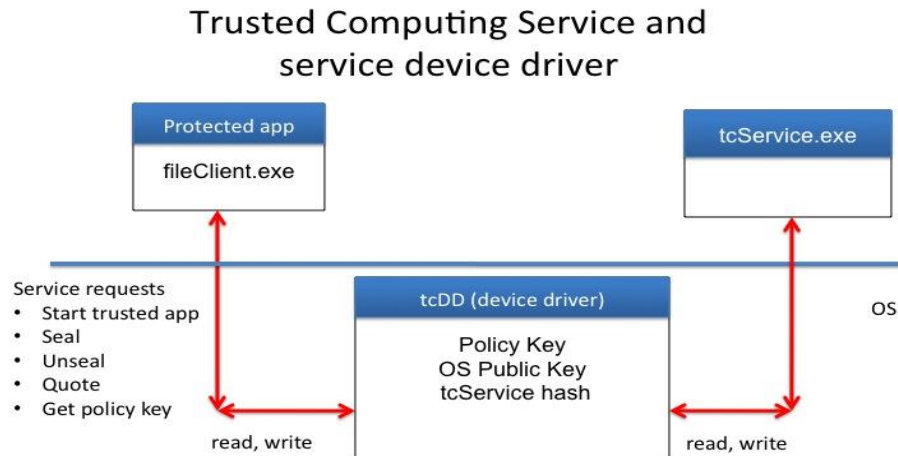 Trusted Computing Service and
service device driver
Protected app
fileClient.exe
tcService.exe
Service requests
• Start trusted app
• Seal
• Unseal
• Quote
• Get policy key
tcDD (device driver)
Policy Key
OS Public Key
tcService hash
OS
read, write
read, write